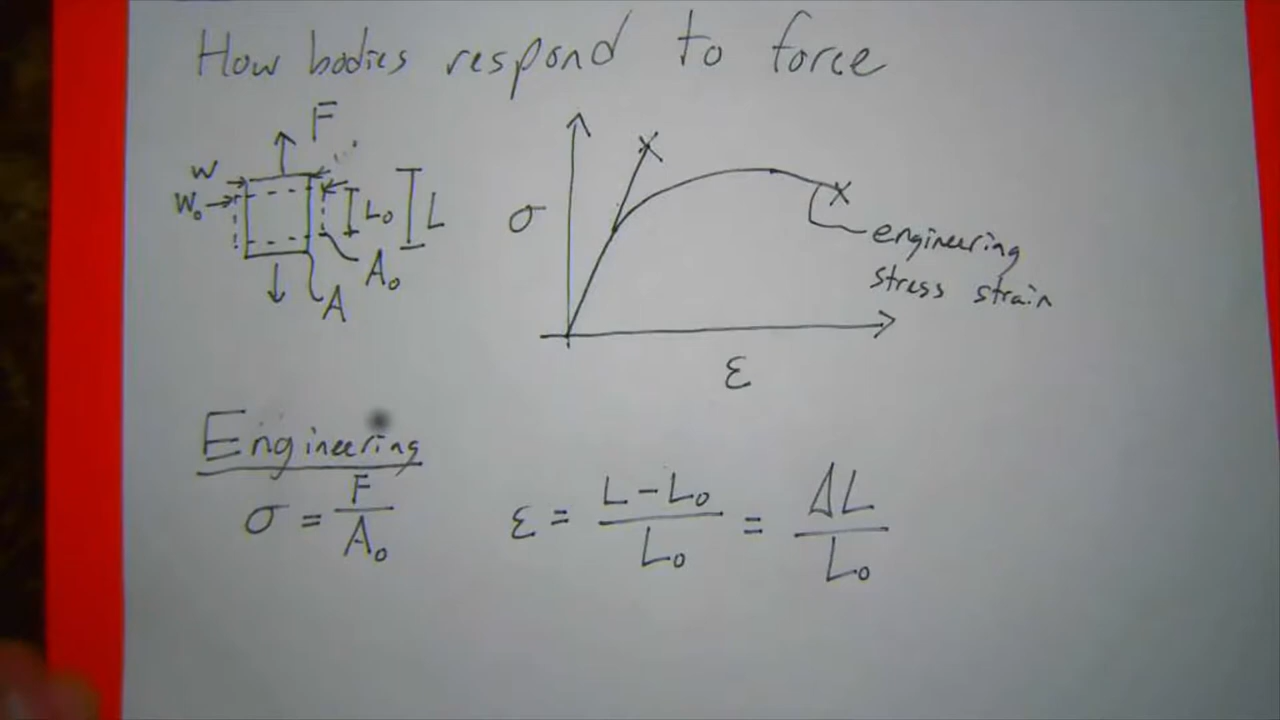 How bodies respond to force
F
w
W₀
L₀
L
A₀
A
σ
ε
engineering
stress strain
Engineering
σ = F/A₀
ε = (L - L₀)/L₀ = ΔL/L₀